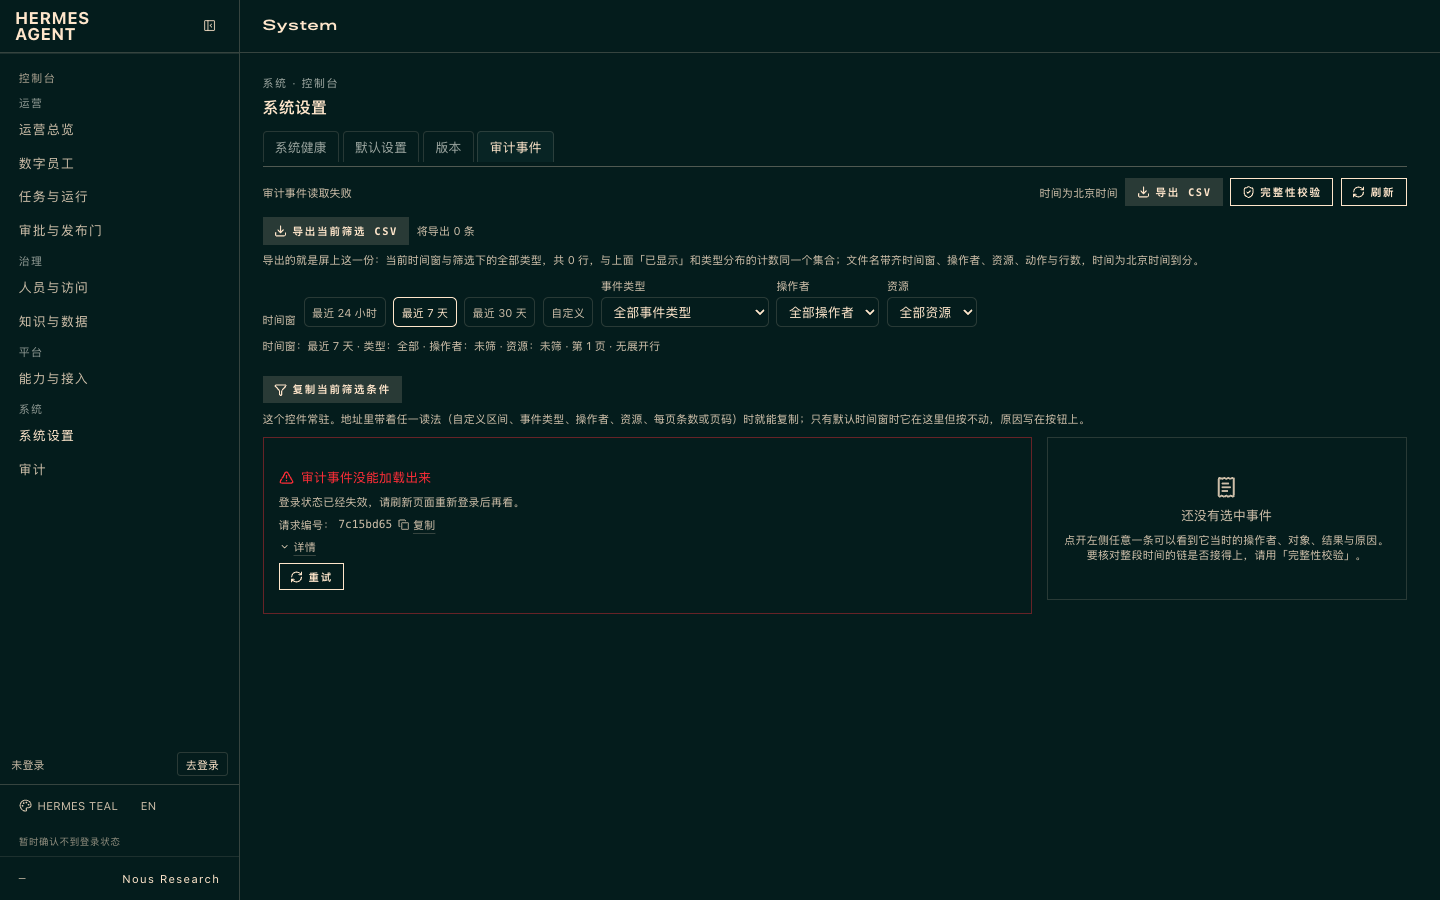 HERMES
AGENT
System
控制台
运营
运营总览
数字员工
任务与运行
审批与发布门
治理
人员与访问
知识与数据
平台
能力与接入
系统
系统设置
审计
未登录
去登录
HERMES TEAL
EN
暂时确认不到登录状态
–
Nous Research
系统 · 控制台
系统设置
系统健康
默认设置
版本
审计事件
审计事件读取失败
时间为北京时间
导出 CSV
完整性校验
刷新
导出当前筛选 CSV
将导出 0 条
导出的就是屏上这一份：当前时间窗与筛选下的全部类型，共 0 行，与上面「已显示」和类型分布的计数同一个集合；文件名带齐时间窗、操作者、资源、动作与行数，时间为北京时间到分。
时间窗
最近 24 小时
最近 7 天
最近 30 天
自定义
事件类型
全部事件类型
操作者
全部操作者
资源
全部资源
时间窗：最近 7 天 · 类型：全部 · 操作者：未筛 · 资源：未筛 · 第 1 页 · 无展开行
复制当前筛选条件
这个控件常驻。地址里带着任一读法（自定义区间、事件类型、操作者、资源、每页条数或页码）时就能复制；只有默认时间窗时它在这里但按不动，原因写在按钮上。
审计事件没能加载出来
登录状态已经失效，请刷新页面重新登录后再看。
请求编号： 7c15bd65 复制
详情
重试
还没有选中事件
点开左侧任意一条可以看到它当时的操作者、对象、结果与原因。
要核对整段时间的链是否接得上，请用「完整性校验」。